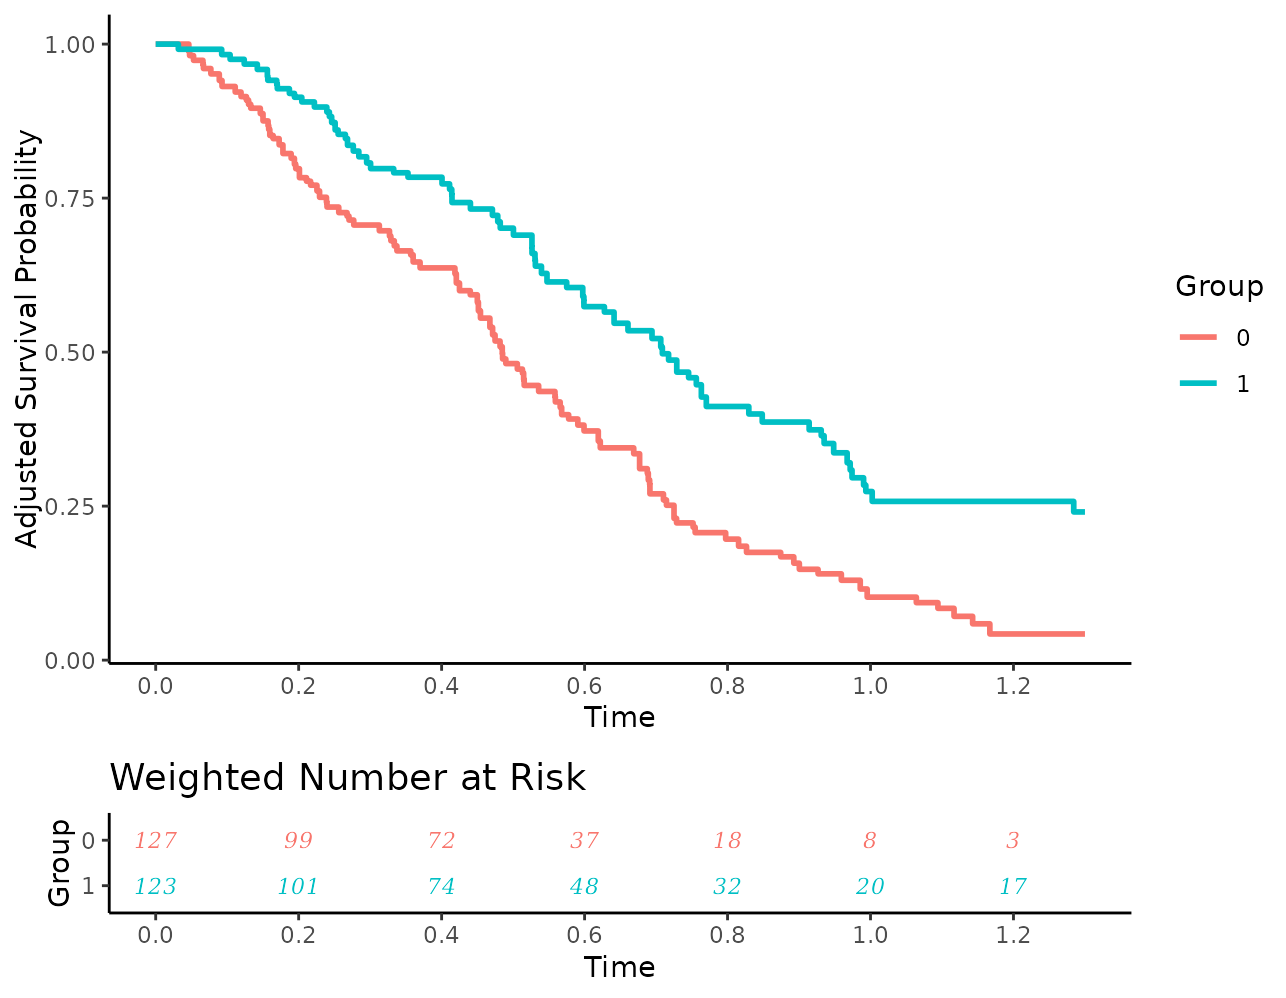 Adjusted Survival Probability
1.00
0.75
0.50
0.25
0.00
0.0 0.2 0.4 0.6 0.8 1.0 1.2
Time
Group
0
1
Weighted Number at Risk
Group
0 127 99 72 37 18 8 3
1 123 101 74 48 32 20 17
0.0 0.2 0.4 0.6 0.8 1.0 1.2
Time